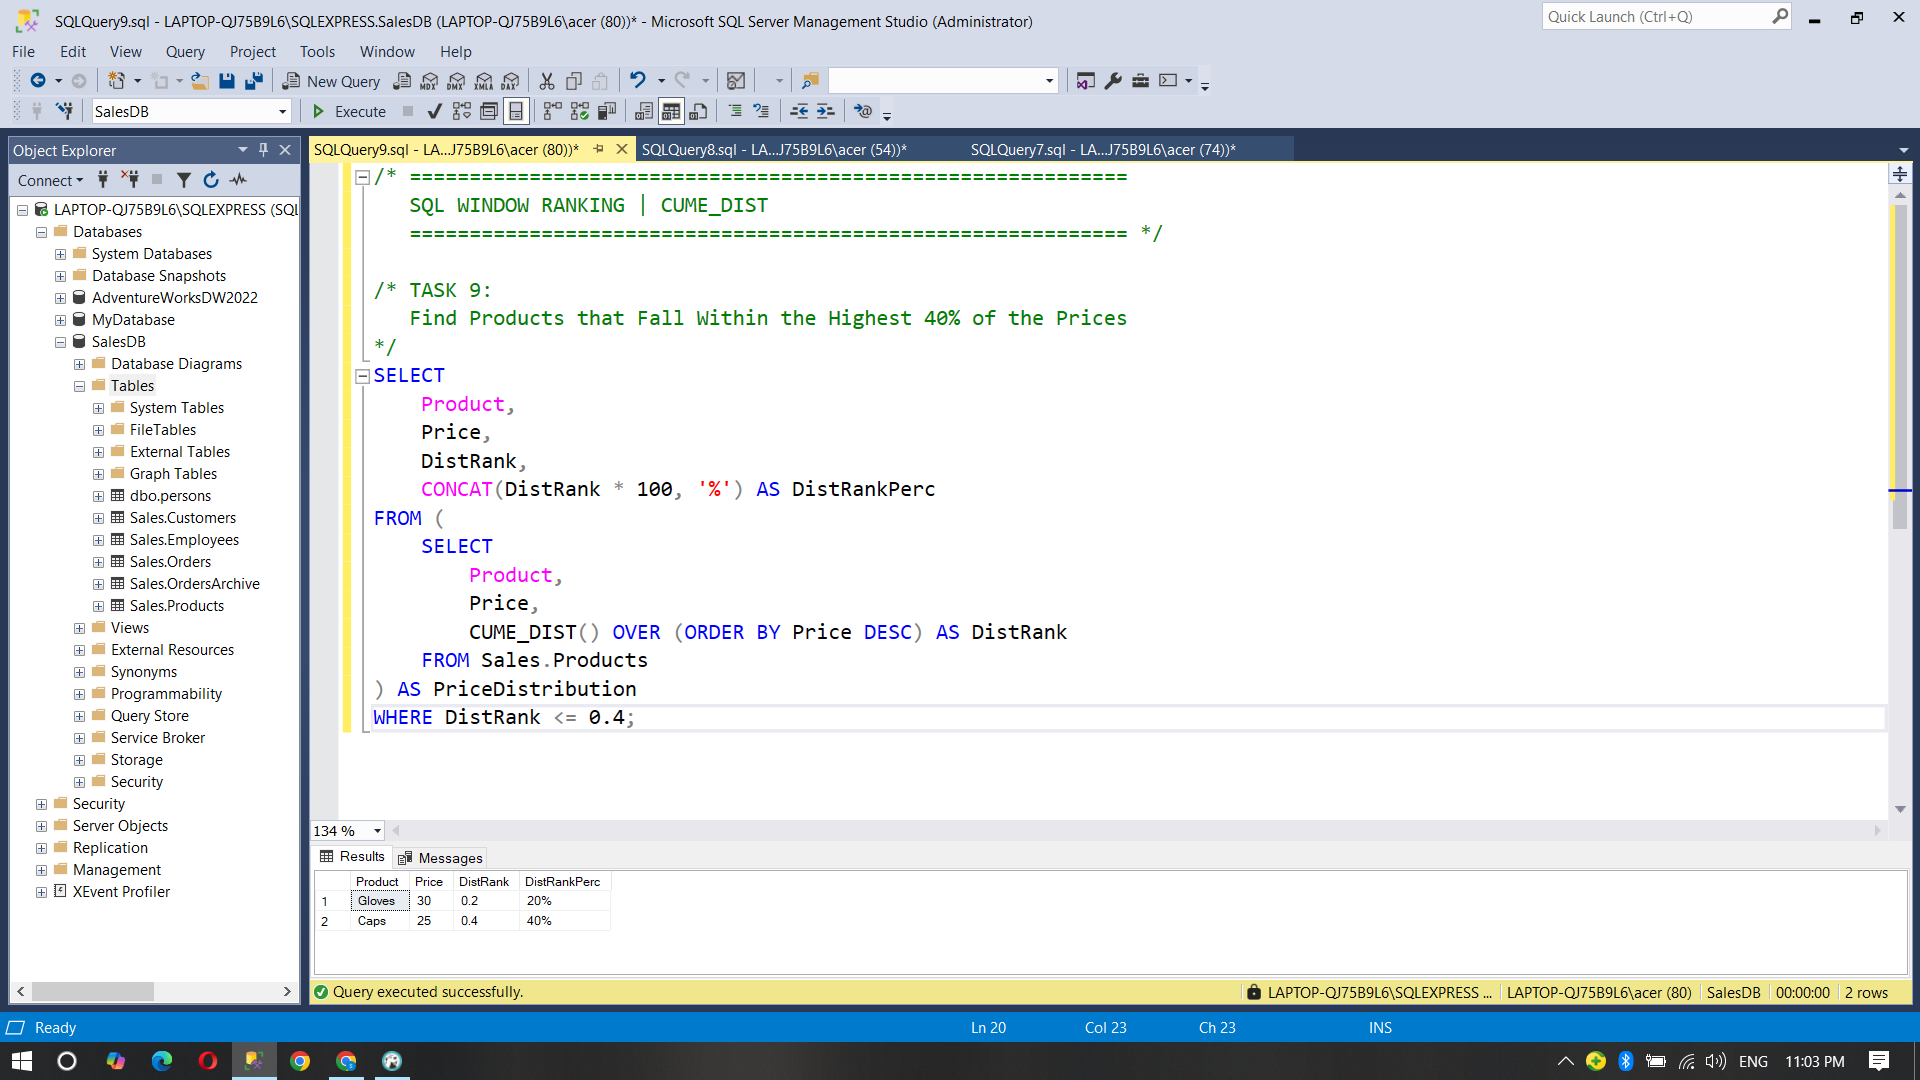 SQLQuery9.sql - LAPTOP-QJ75B9L6\SQLEXPRESS.SalesDB (LAPTOP-QJ75B9L6\acer (80))* - Microsoft SQL Server Management Studio (Administrator)
Quick Launch (Ctrl+Q)
File Edit View Query Project Tools Window Help
New Query
MDX DMX XMLA DAX
SalesDB
Execute
Object Explorer
SQLQuery9.sql - LA...J75B9L6\acer (80))*
SQLQuery8.sql - LA...J75B9L6\acer (54))*
SQLQuery7.sql - LA...J75B9L6\acer (74))*
Connect
LAPTOP-QJ75B9L6\SQLEXPRESS (SQL
Databases
System Databases
Database Snapshots
AdventureWorksDW2022
MyDatabase
SalesDB
Database Diagrams
Tables
System Tables
FileTables
External Tables
Graph Tables
dbo.persons
Sales.Customers
Sales.Employees
Sales.Orders
Sales.OrdersArchive
Sales.Products
Views
External Resources
Synonyms
Programmability
Query Store
Service Broker
Storage
Security
Security
Server Objects
Replication
Management
XEvent Profiler
/* ============================================================
SQL WINDOW RANKING | CUME_DIST
============================================================ */
/* TASK 9:
Find Products that Fall Within the Highest 40% of the Prices
*/
SELECT
Product,
Price,
DistRank,
CONCAT(DistRank * 100, '%') AS DistRankPerc
FROM (
SELECT
Product,
Price,
CUME_DIST() OVER (ORDER BY Price DESC) AS DistRank
FROM Sales.Products
) AS PriceDistribution
WHERE DistRank <= 0.4;
134 %
Results Messages
Product Price DistRank DistRankPerc
1 Gloves 30 0.2 20%
2 Caps 25 0.4 40%
Query executed successfully.
LAPTOP-QJ75B9L6\SQLEXPRESS ... LAPTOP-QJ75B9L6\acer (80) SalesDB 00:00:00 2 rows
Ready
Ln 20 Col 23 Ch 23 INS
ENG 11:03 PM